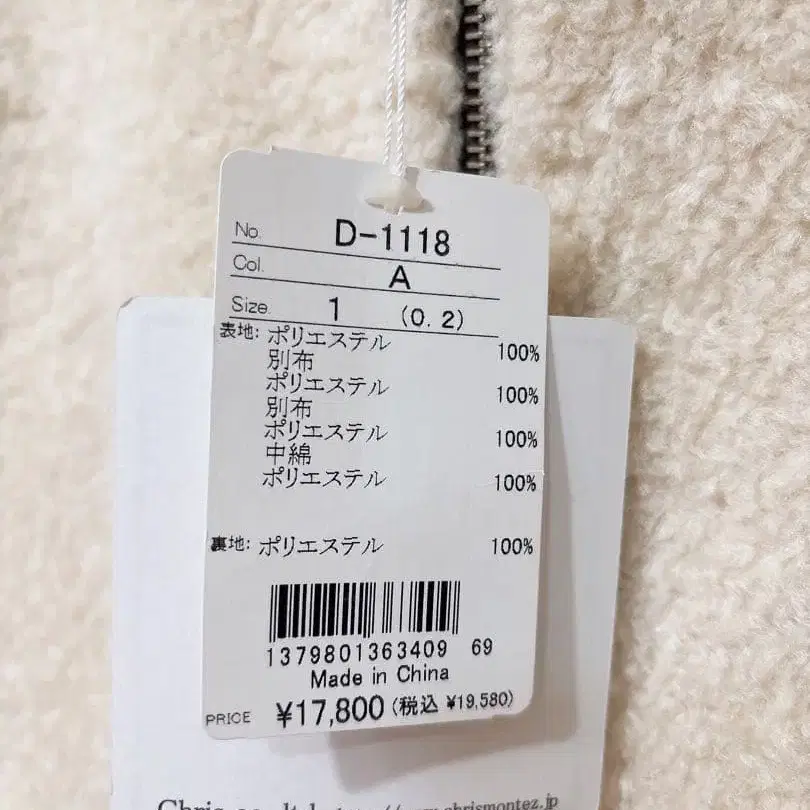 No. D-1118
Col. A
Size. 1 (0.2)
表地: ポリエステル 100%
別布
ポリエステル 100%
別布
ポリエステル 100%
中綿
ポリエステル 100%
裏地: ポリエステル 100%
1379801363409 69
Made in China
PRICE ¥17,800 (税込 ¥19,580)
chrismontez.jp